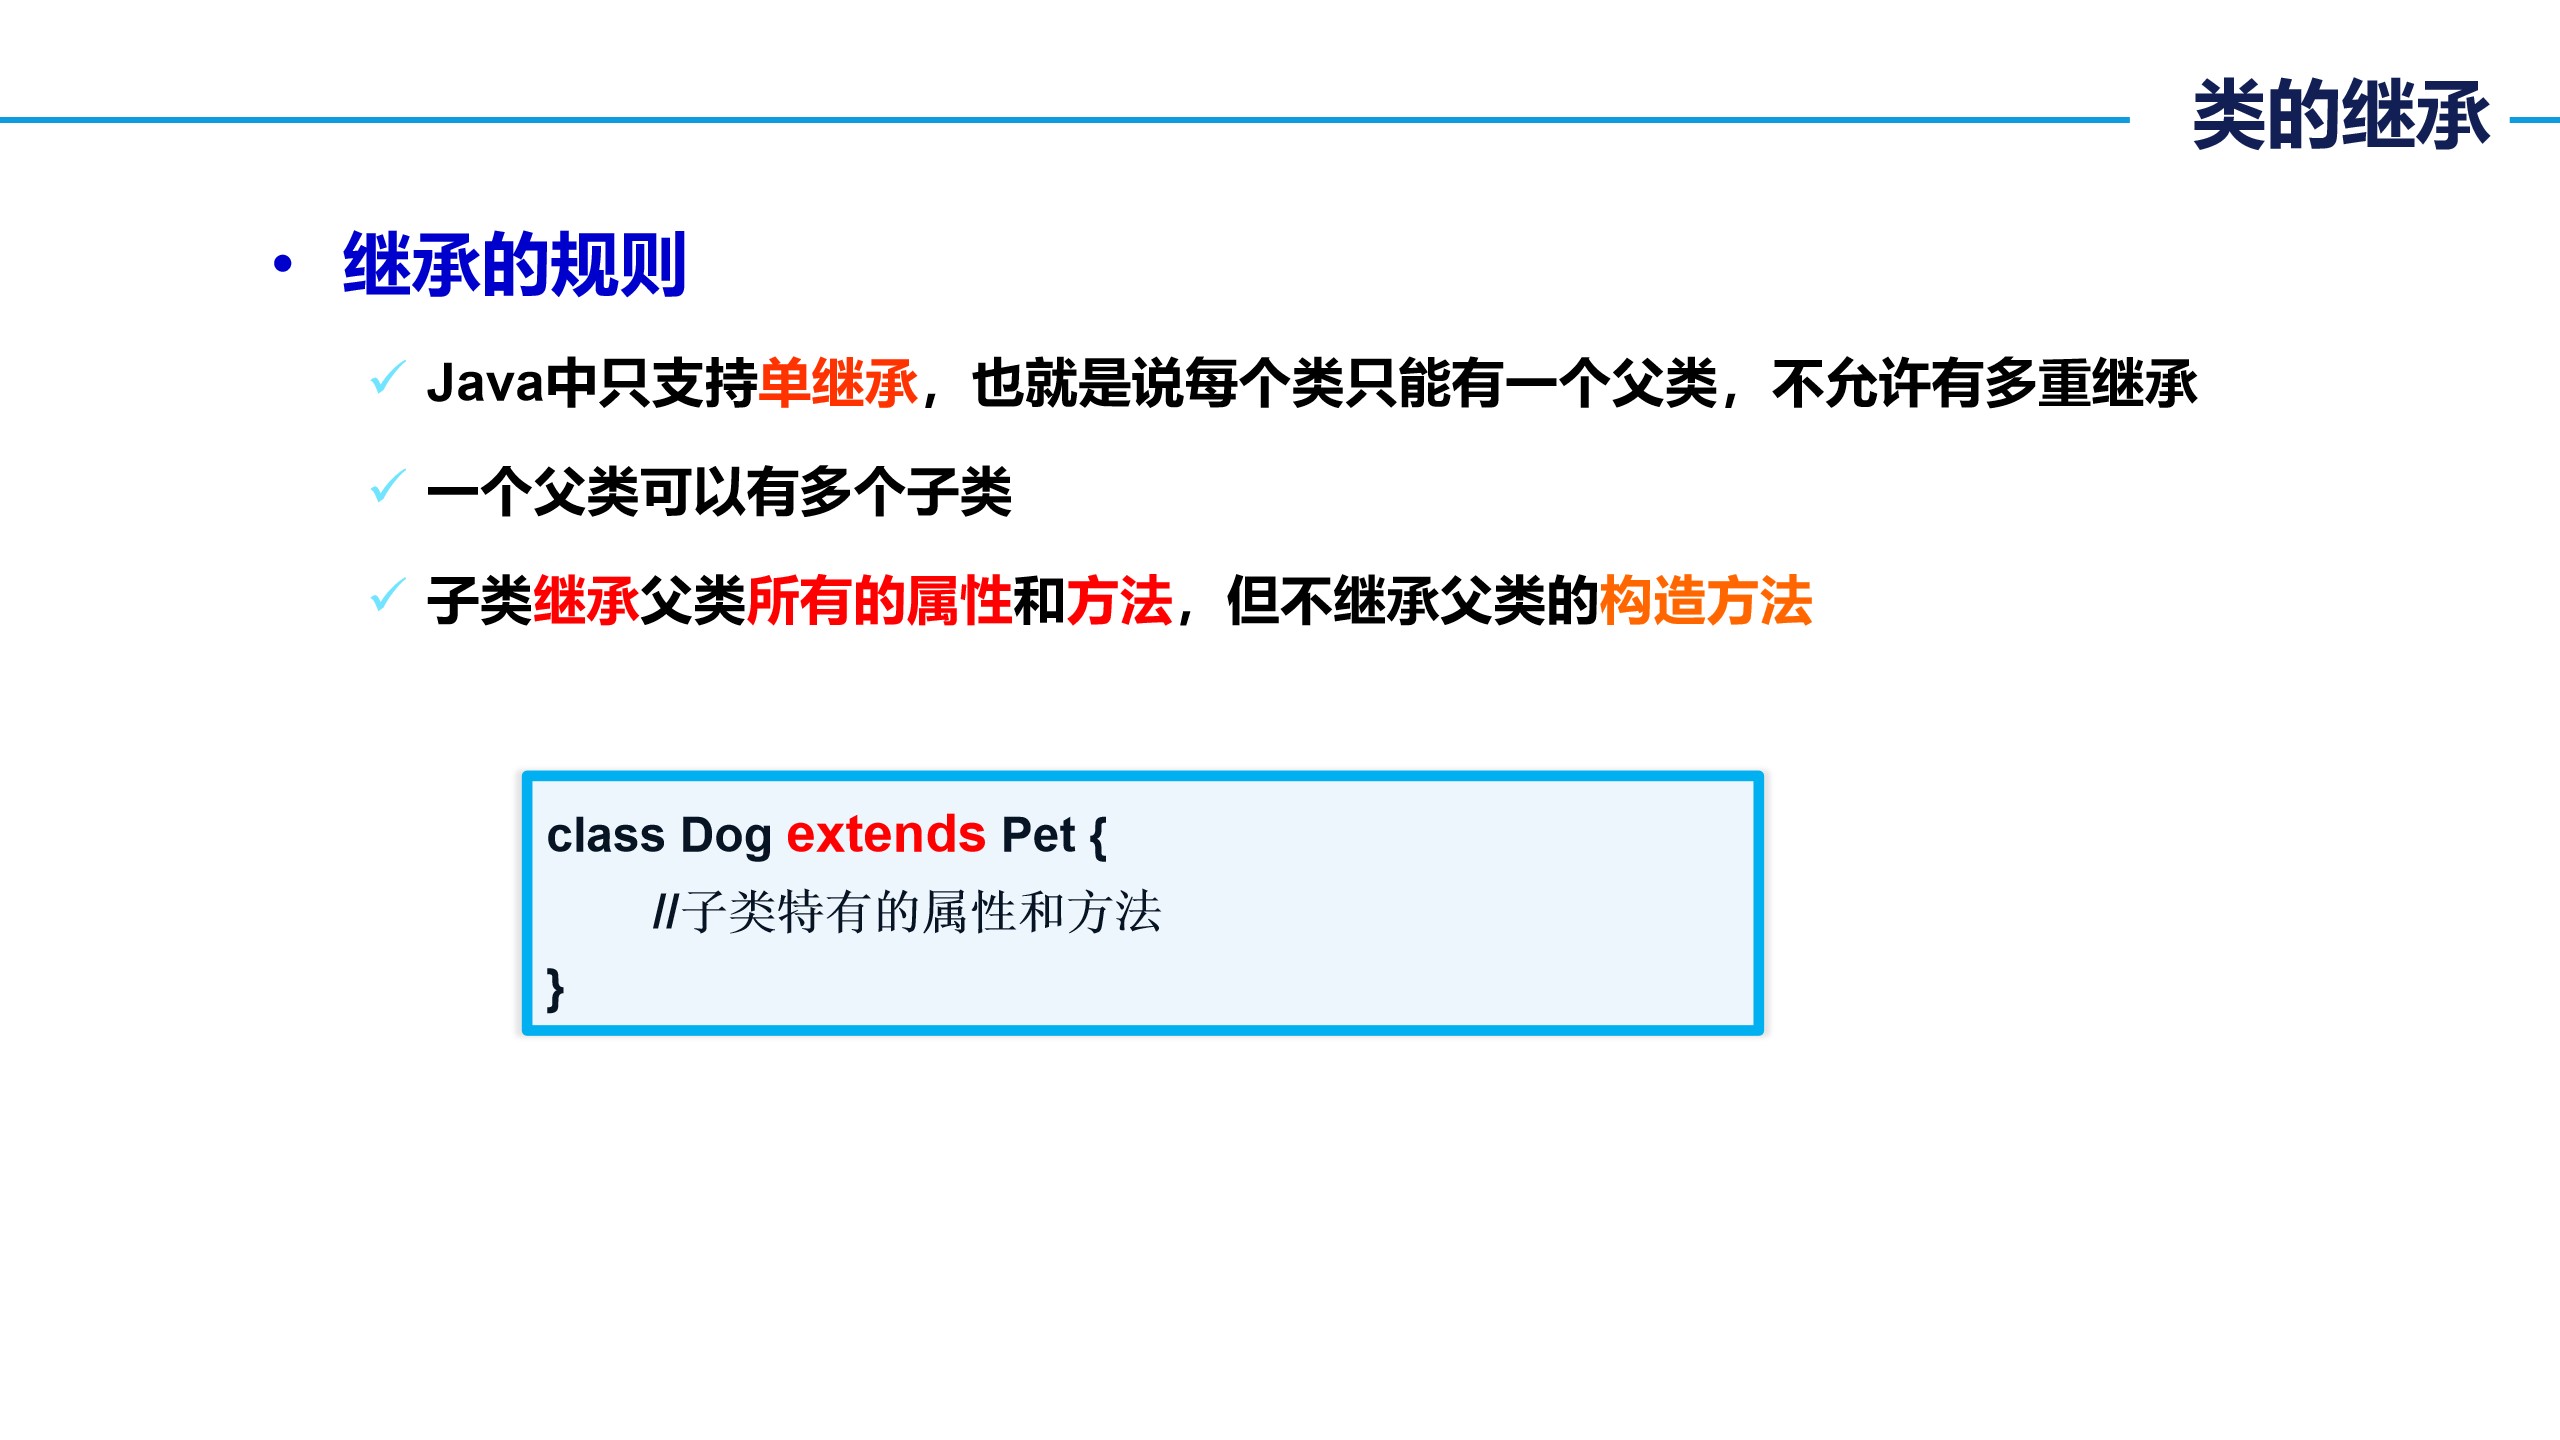 类的继承
• 继承的规则
✓ Java中只支持单继承，也就是说每个类只能有一个父类，不允许有多重继承
✓ 一个父类可以有多个子类
✓ 子类继承父类所有的属性和方法，但不继承父类的构造方法
class Dog extends Pet {
//子类特有的属性和方法
}